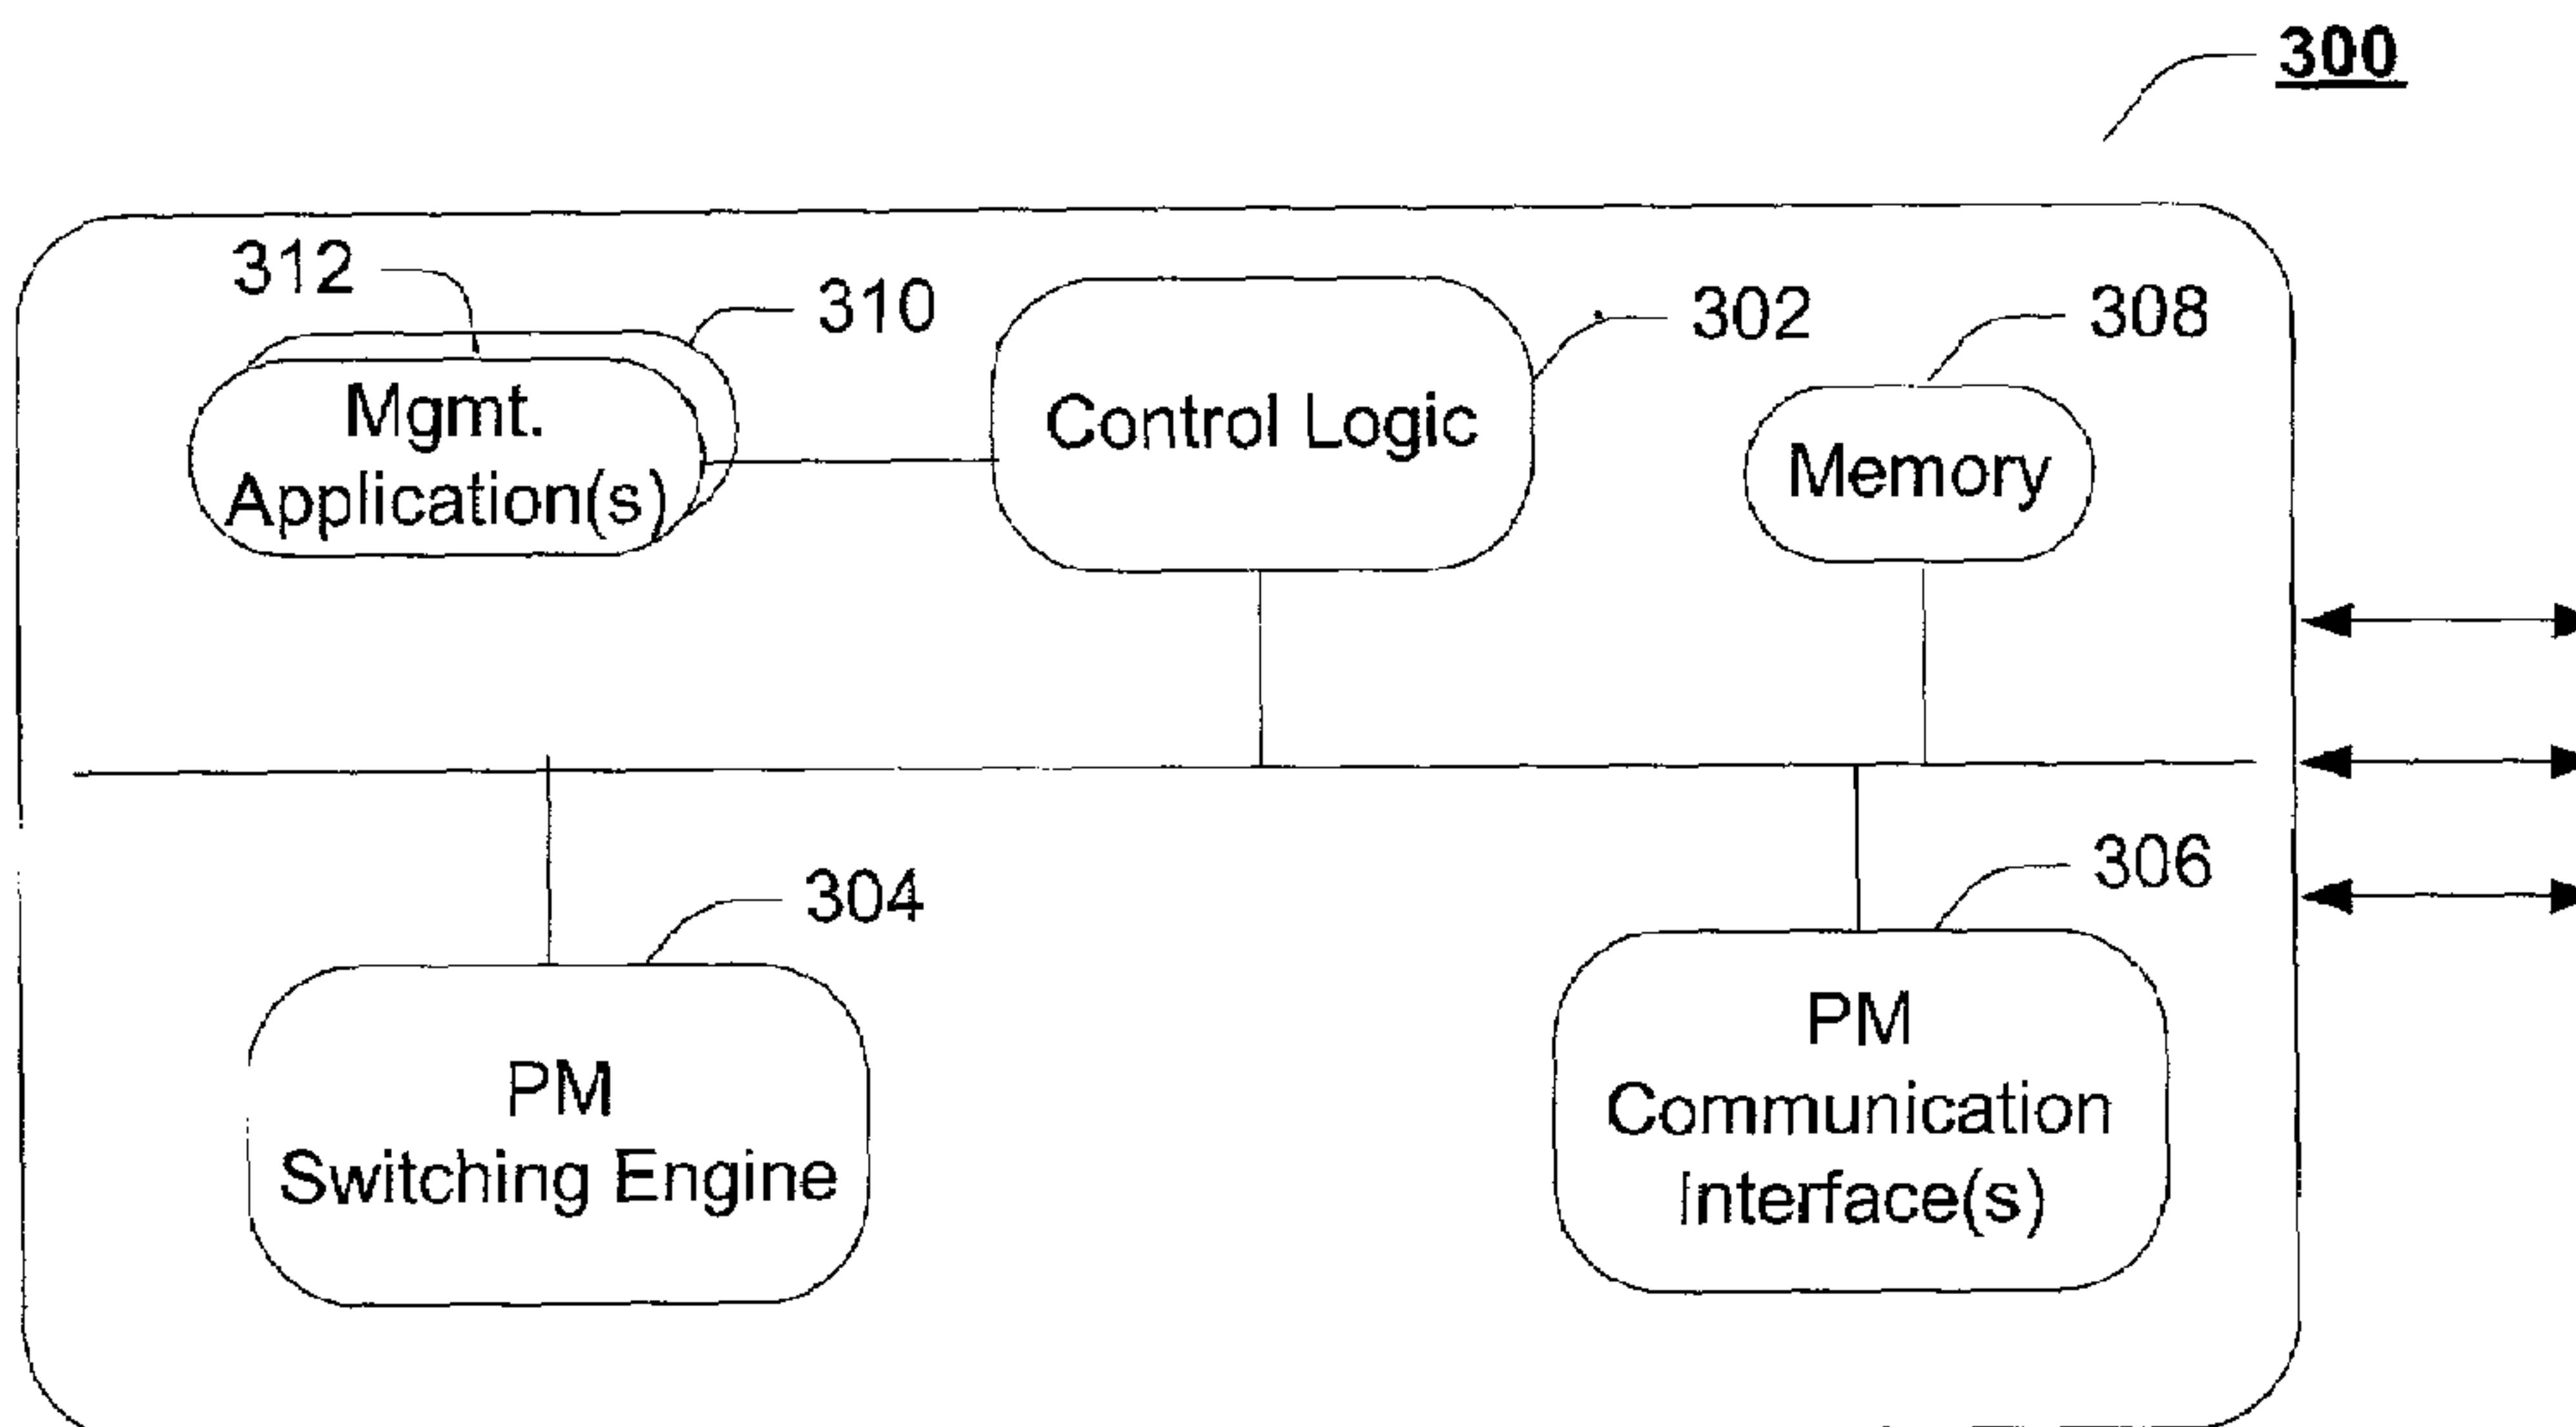 300
312
310
302
308
Mgmt.
Application(s)
Control Logic
Memory
304
306
PM
Switching Engine
PM
Communication
Interface(s)